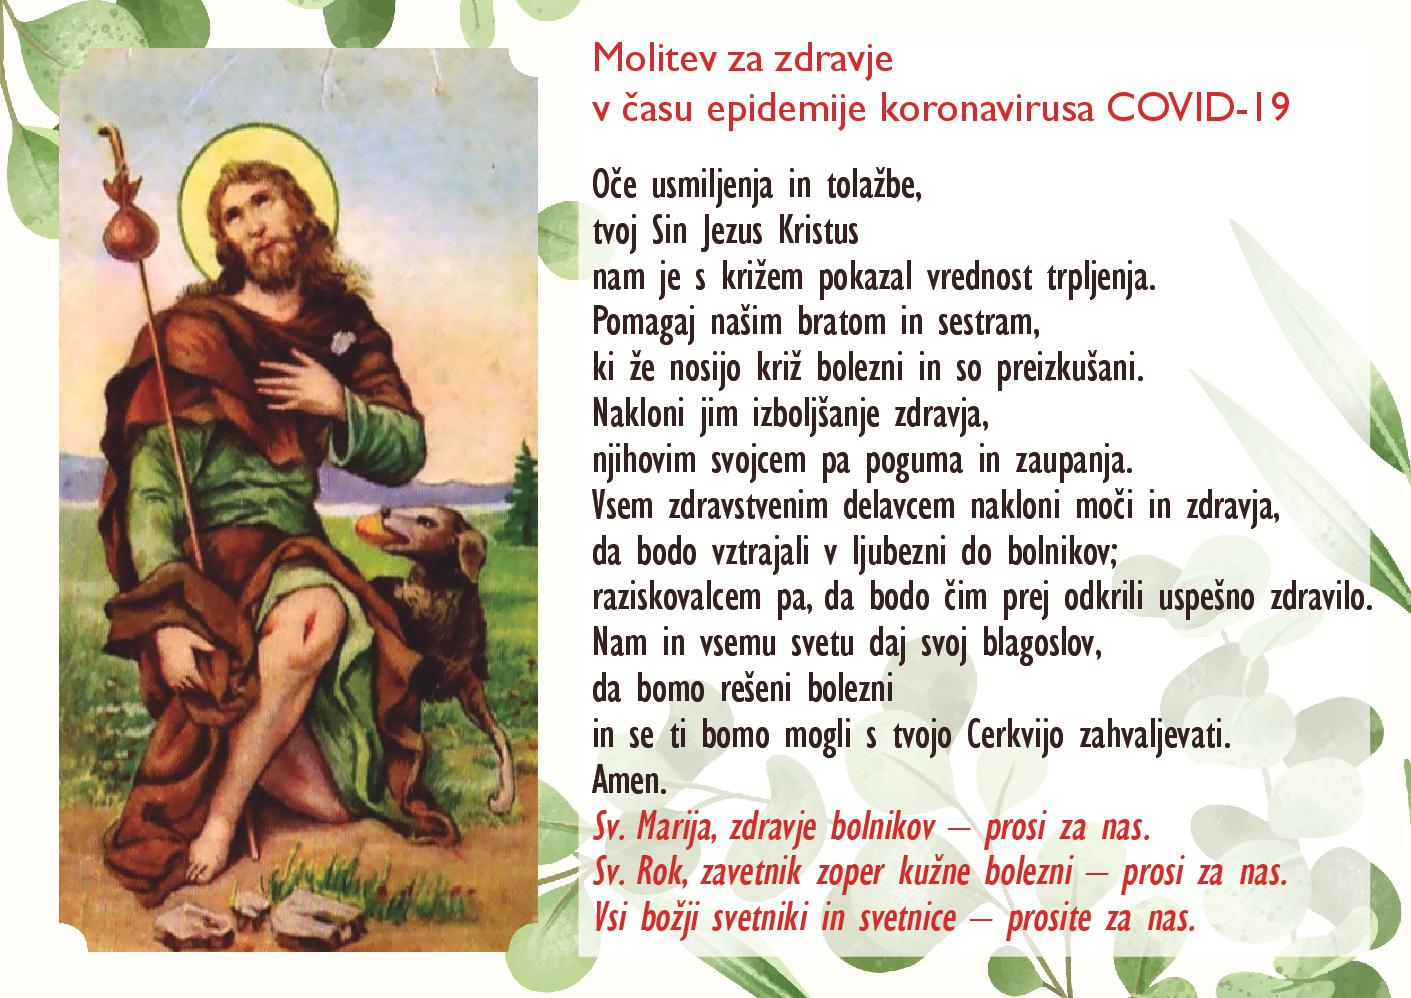 Molitev za zdravje
v času epidemije koronavirusa COVID-19
Oče usmiljenja in tolažbe,
tvoj Sin Jezus Kristus
nam je s križem pokazal vrednost trpljenja.
Pomagaj našim bratom in sestram,
ki že nosijo križ bolezni in so preizkušani.
Nakloni jim izboljšanje zdravja,
njihovim svojcem pa poguma in zaupanja.
Vsem zdravstvenim delavcem nakloni moči in zdravja,
da bodo vztrajali v ljubezni do bolnikov;
raziskovalcem pa, da bodo čim prej odkrili uspešno zdravilo.
Nam in vsemu svetu daj svoj blagoslov,
da bomo rešeni bolezni
in se ti bomo mogli s tvojo Cerkvijo zahvaljevati.
Amen.
Sv. Marija, zdravje bolnikov – prosi za nas.
Sv. Rok, zavetnik zoper kužne bolezni – prosi za nas.
Vsi božji svetniki in svetnice – prosite za nas.